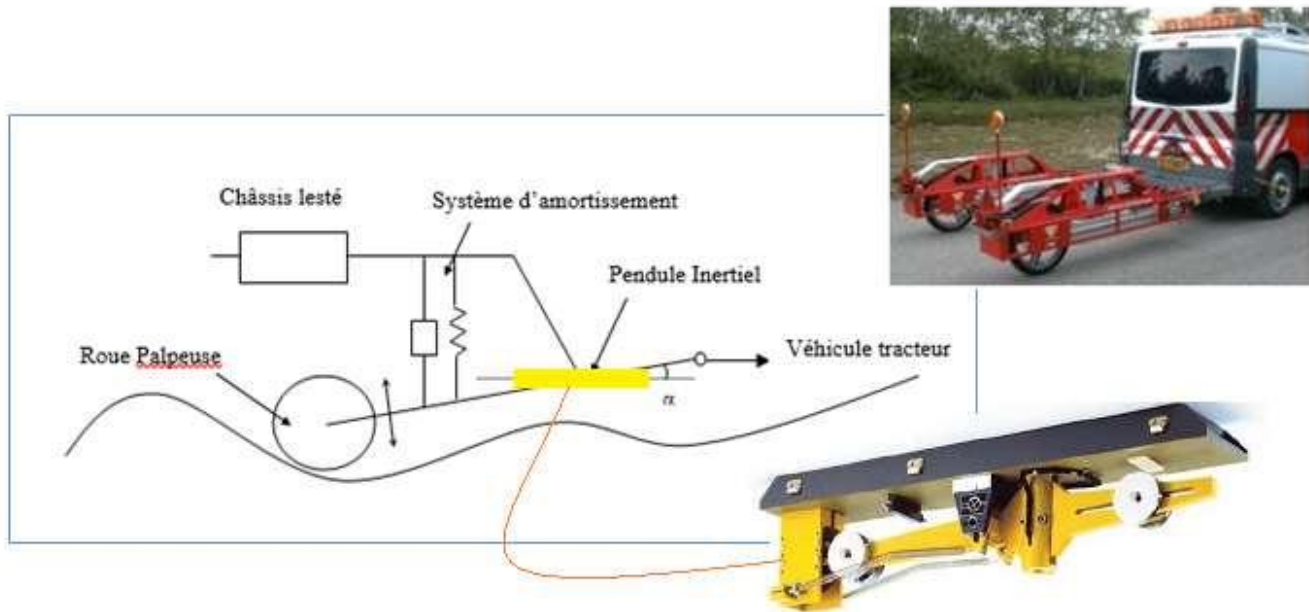 Châssis lesté
Système d'amortissement
Pendule Inertiel
Roue Palpeuse
Véhicule tracteur
α